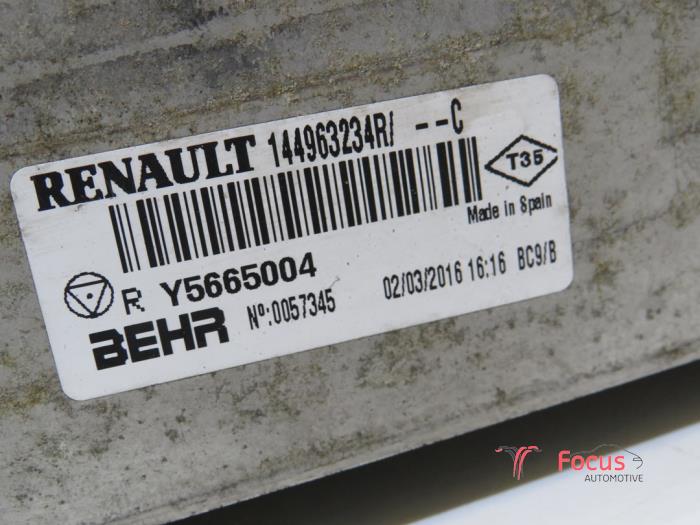 RENAULT 144963234R/ --C
T35
Made in Spain
R Y5665004
BEHR Nº:0057345 02/03/2016 16:16 BC9/B
Focus
AUTOMOTIVE